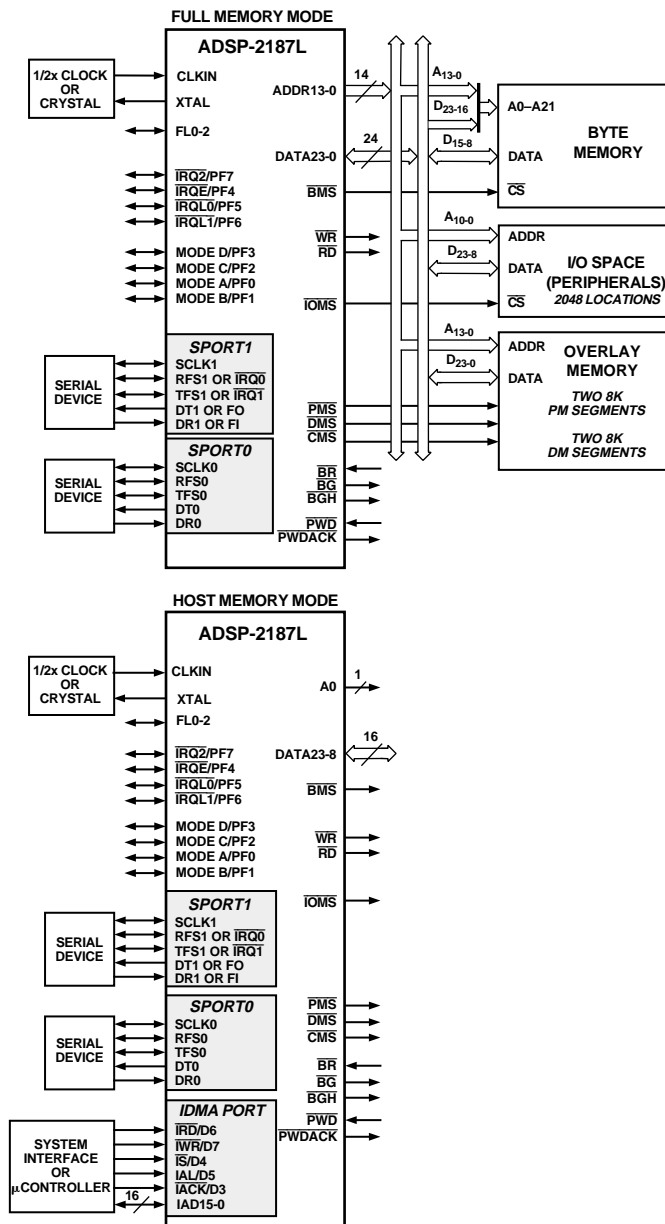 FULL MEMORY MODE
ADSP-2187L
1/2x CLOCK
OR
CRYSTAL
CLKIN
XTAL
FL0-2
IRQ2/PF7
IRQE/PF4
IRQL0/PF5
IRQL1/PF6
MODE D/PF3
MODE C/PF2
MODE A/PF0
MODE B/PF1
SERIAL
DEVICE
SPORT1
SCLK1
RFS1 OR IRQ0
TFS1 OR IRQ1
DT1 OR FO
DR1 OR FI
SERIAL
DEVICE
SPORT0
SCLK0
RFS0
TFS0
DT0
DR0
ADDR13-0
14
DATA23-0
24
BMS
WR
RD
IOMS
PMS
DMS
CMS
BR
BG
BGH
PWD
PWDACK
A13-0
D23-16
D15-8
A0–A21
DATA
CS
BYTE
MEMORY
A10-0
D23-8
ADDR
DATA
CS
I/O SPACE
(PERIPHERALS)
2048 LOCATIONS
A13-0
D23-0
ADDR
DATA
OVERLAY
MEMORY
TWO 8K
PM SEGMENTS
TWO 8K
DM SEGMENTS
HOST MEMORY MODE
ADSP-2187L
1/2x CLOCK
OR
CRYSTAL
CLKIN
XTAL
FL0-2
IRQ2/PF7
IRQE/PF4
IRQL0/PF5
IRQL1/PF6
MODE D/PF3
MODE C/PF2
MODE A/PF0
MODE B/PF1
SERIAL
DEVICE
SPORT1
SCLK1
RFS1 OR IRQ0
TFS1 OR IRQ1
DT1 OR FO
DR1 OR FI
SERIAL
DEVICE
SPORT0
SCLK0
RFS0
TFS0
DT0
DR0
SYSTEM
INTERFACE
OR
µCONTROLLER
16
IDMA PORT
IRD/D6
IWR/D7
IS/D4
IAL/D5
IACK/D3
IAD15-0
A0
1
DATA23-8
16
BMS
WR
RD
IOMS
PMS
DMS
CMS
BR
BG
BGH
PWD
PWDACK